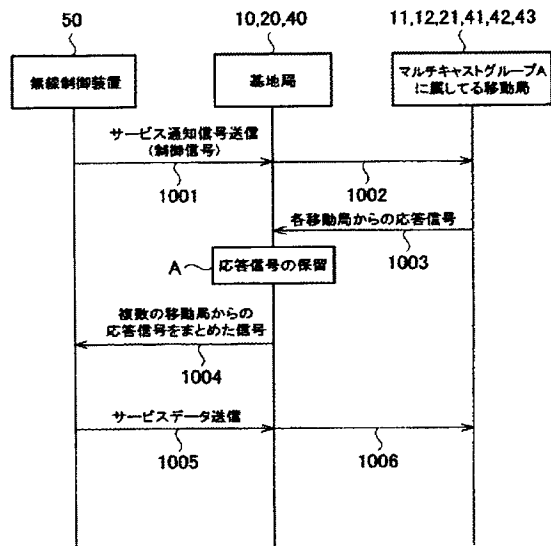 50
10,20,40
11,12,21,41,42,43
無線制御装置
基地局
マルチキャストグループA
に属してる移動局
サービス通知信号送信
(制御信号)
1001
1002
各移動局からの応答信号
1003
A
応答信号の保留
複数の移動局からの
応答信号をまとめた信号
1004
サービスデータ送信
1005
1006